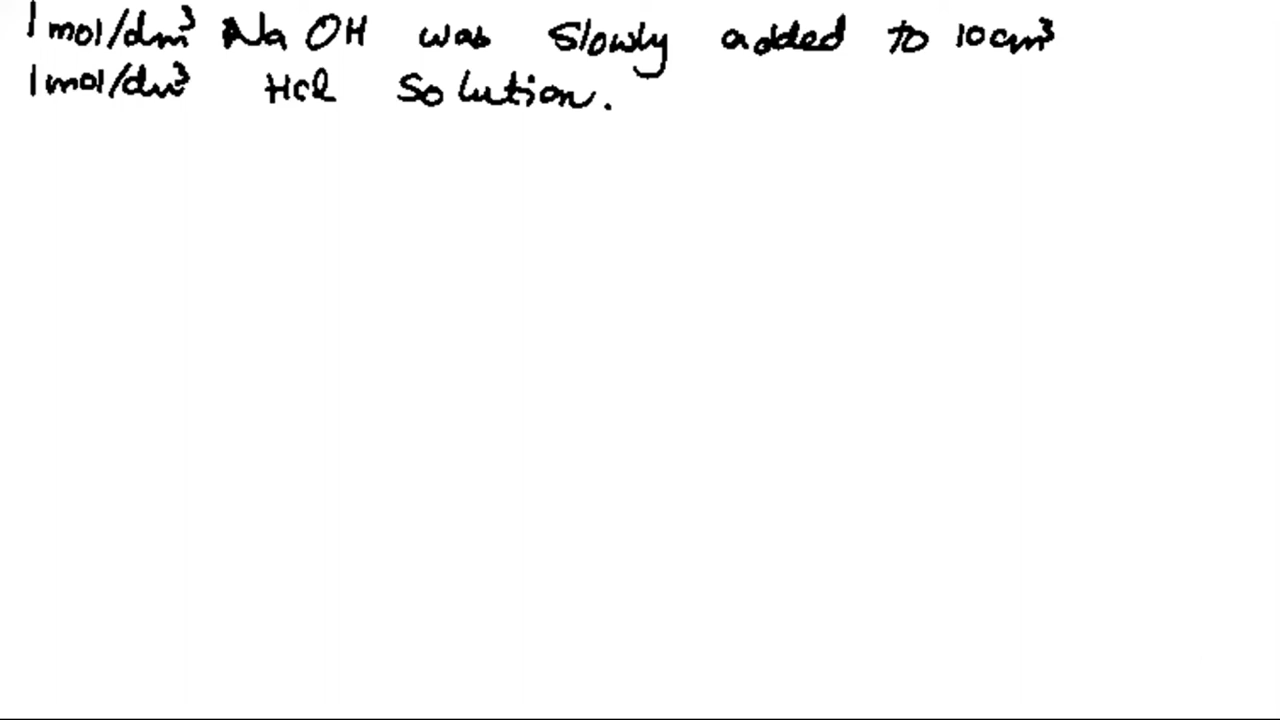 1mol/dm³ NaOH was slowly added to 10cm³
1mol/dm³ HCl solution.